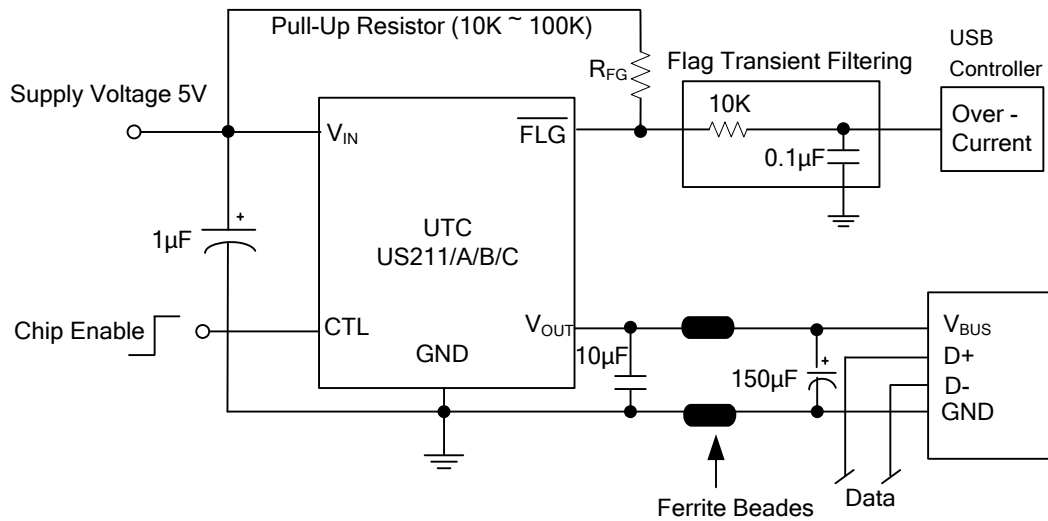 Pull-Up Resistor (10K ~ 100K)
Supply Voltage 5V
R_FG
Flag Transient Filtering
USB
Controller
10K
Over -
Current
0.1µF
V_IN
FLG
UTC
US211/A/B/C
+
1µF
Chip Enable
CTL
V_OUT
GND
10µF
+
150µF
V_BUS
D+
D-
GND
Data
Ferrite Beades